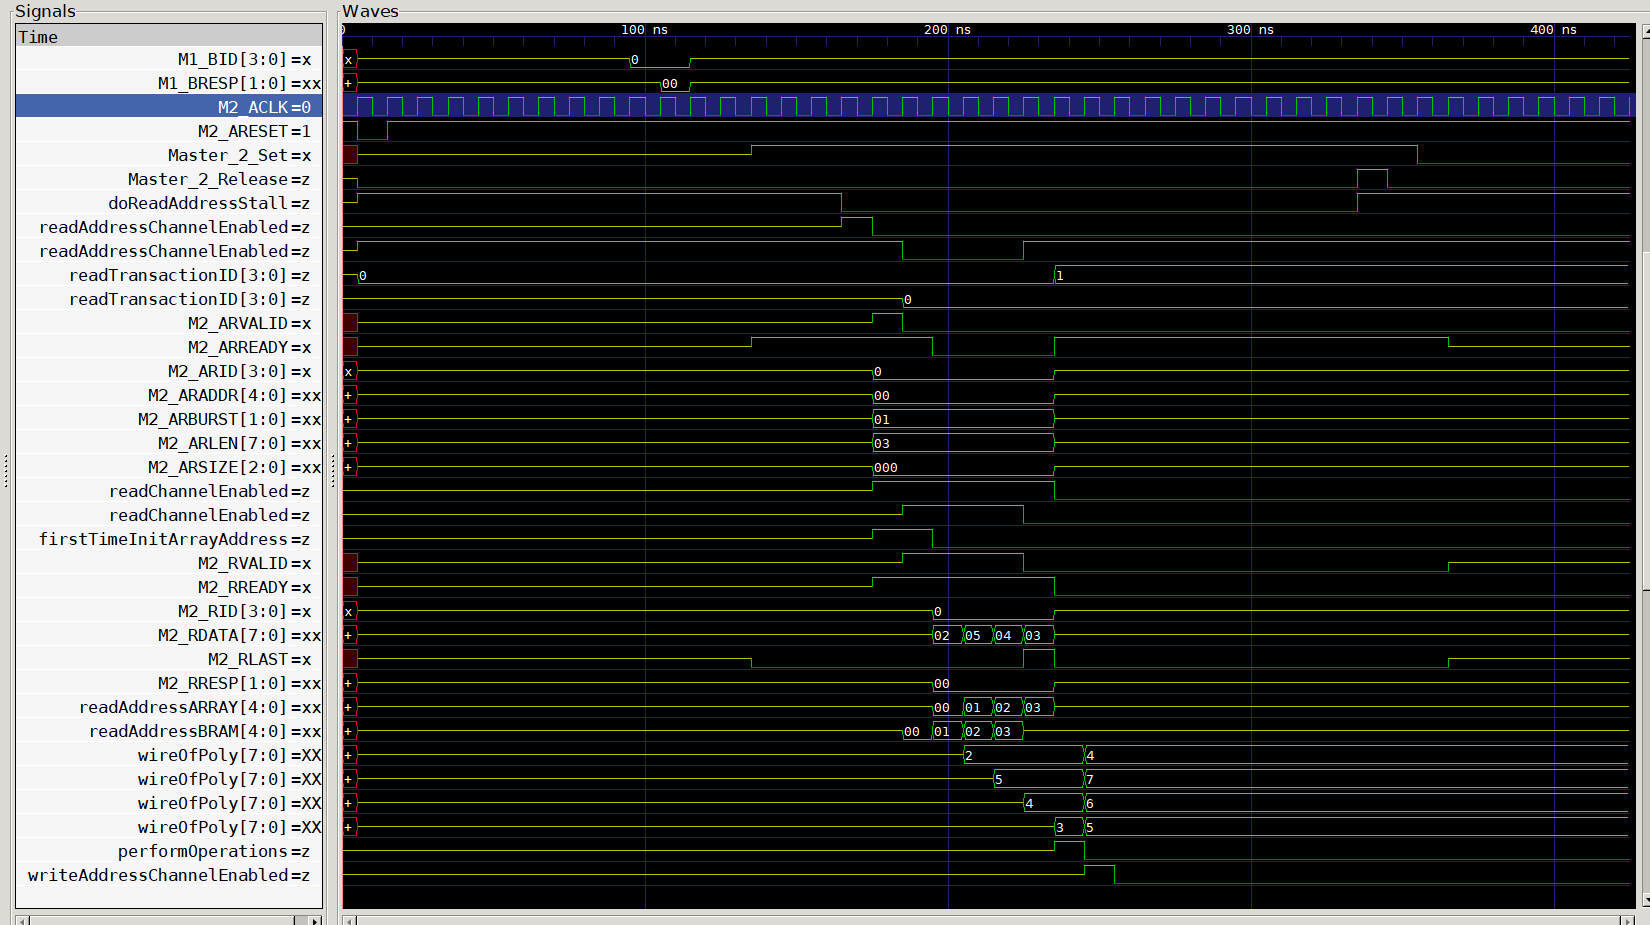 Signals Waves
Time 0 100 ns 200 ns 300 ns 400 ns
M1_BID[3:0]=x x 0
M1_BRESP[1:0]=xx + 00
M2_ACLK=0
M2_ARESET=1
Master_2_Set=x
Master_2_Release=z
doReadAddressStall=z
readAddressChannelEnabled=z
readAddressChannelEnabled=z
readTransactionID[3:0]=z 0 1
readTransactionID[3:0]=z 0
M2_ARVALID=x
M2_ARREADY=x
M2_ARID[3:0]=x x 0
M2_ARADDR[4:0]=xx + 00
M2_ARBURST[1:0]=xx + 01
M2_ARLEN[7:0]=xx + 03
M2_ARSIZE[2:0]=xx + 000
readChannelEnabled=z
readChannelEnabled=z
firstTimeInitArrayAddress=z
M2_RVALID=x
M2_RREADY=x
M2_RID[3:0]=x x 0
M2_RDATA[7:0]=xx + 02 05 04 03
M2_RLAST=x
M2_RRESP[1:0]=xx + 00
readAddressARRAY[4:0]=xx + 00 01 02 03
readAddressBRAM[4:0]=xx + 00 01 02 03
wireOfPoly[7:0]=XX + 2 4
wireOfPoly[7:0]=XX + 5 7
wireOfPoly[7:0]=XX + 4 6
wireOfPoly[7:0]=XX + 3 5
performOperations=z
writeAddressChannelEnabled=z